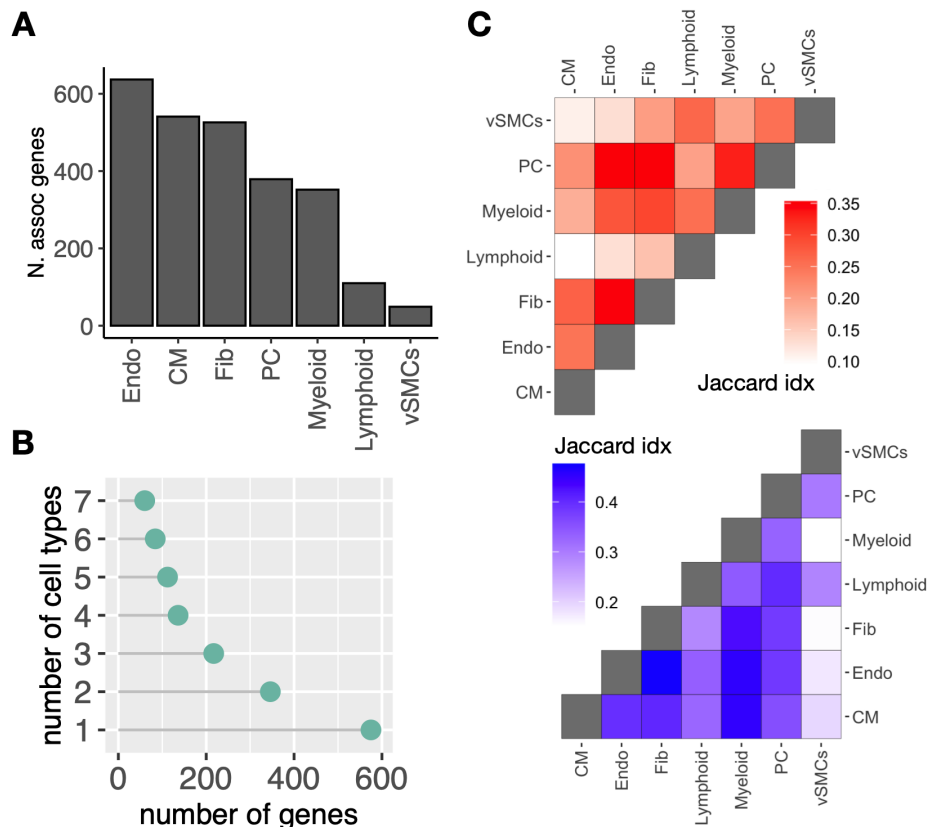 A
N. assoc genes
600
400
200
0
Endo
CM
Fib
PC
Myeloid
Lymphoid
vSMCs
B
number of cell types
7
6
5
4
3
2
1
0 200 400 600
number of genes
C
CM Endo Fib Lymphoid Myeloid PC vSMCs
vSMCs
PC
Myeloid
Lymphoid
Fib
Endo
CM
0.35
0.30
0.25
0.20
0.15
0.10
Jaccard idx
Jaccard idx
0.4
0.3
0.2
vSMCs
PC
Myeloid
Lymphoid
Fib
Endo
CM
CM Endo Fib Lymphoid Myeloid PC vSMCs